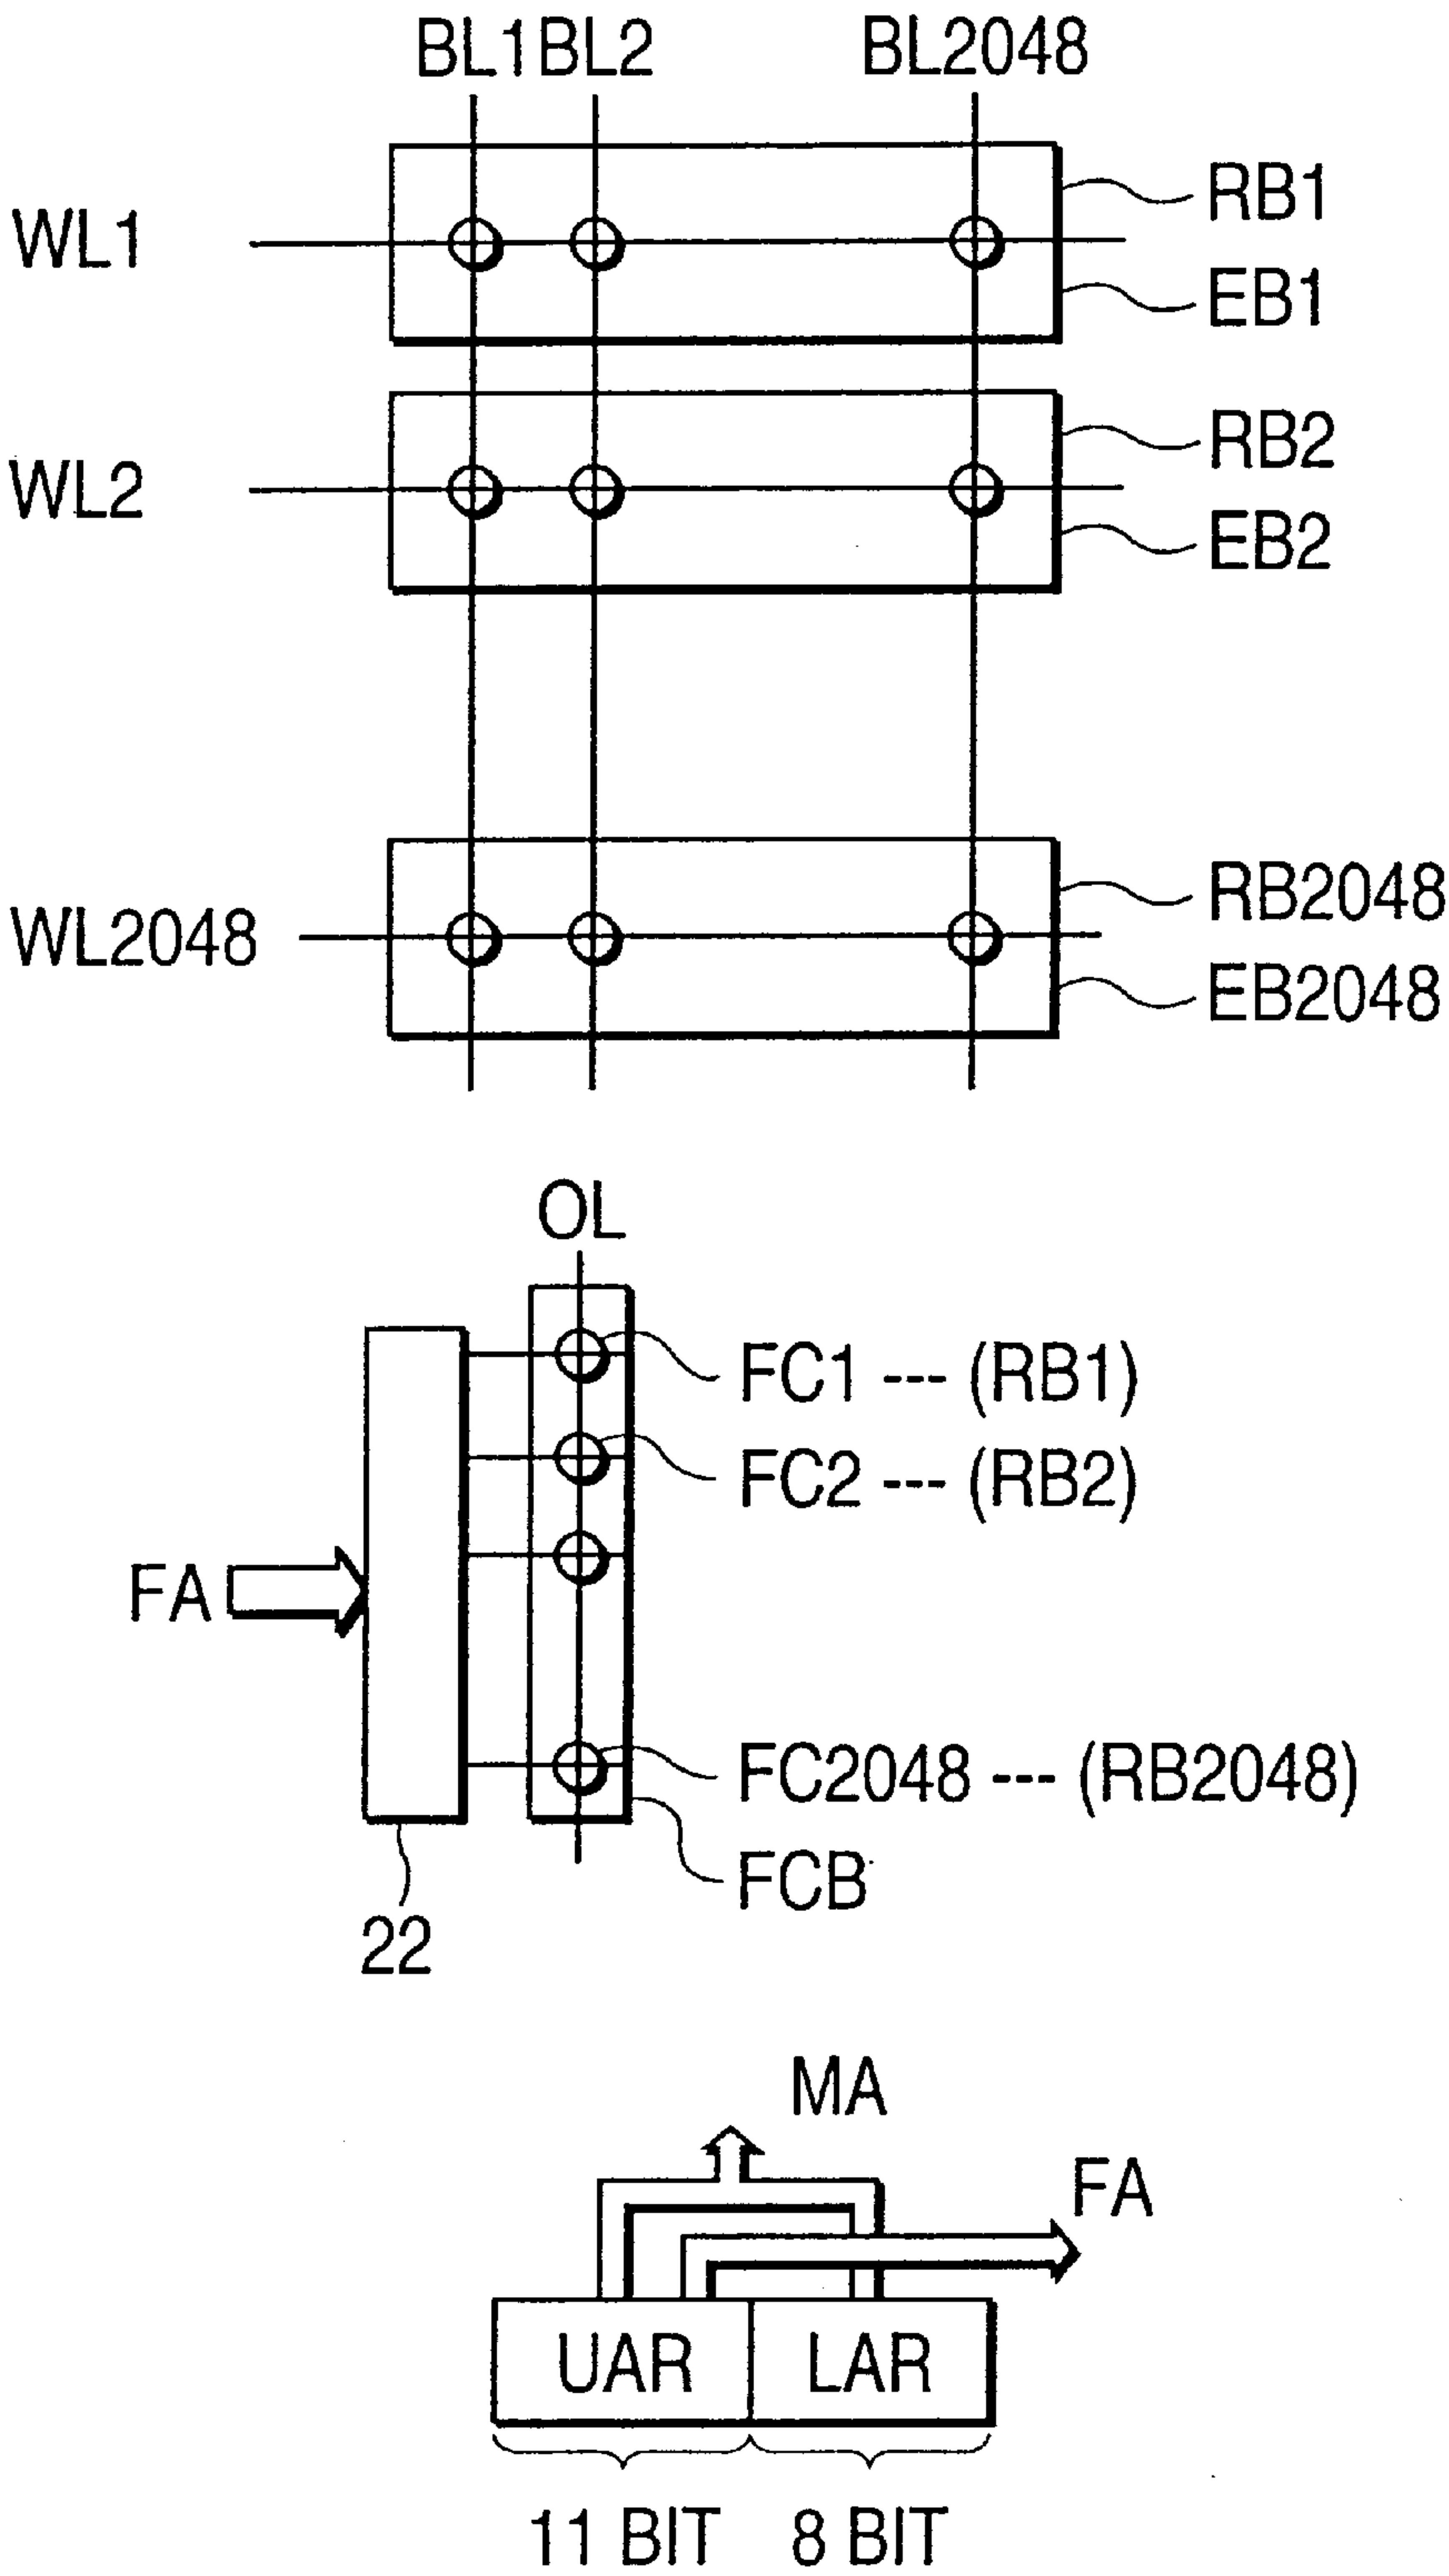 BL1 BL2 BL2048
WL1
RB1
EB1
WL2
RB2
EB2
WL2048
RB2048
EB2048
OL
FC1 --- (RB1)
FC2 --- (RB2)
FA
FC2048 --- (RB2048)
FCB
22
MA
FA
UAR LAR
11 BIT 8 BIT